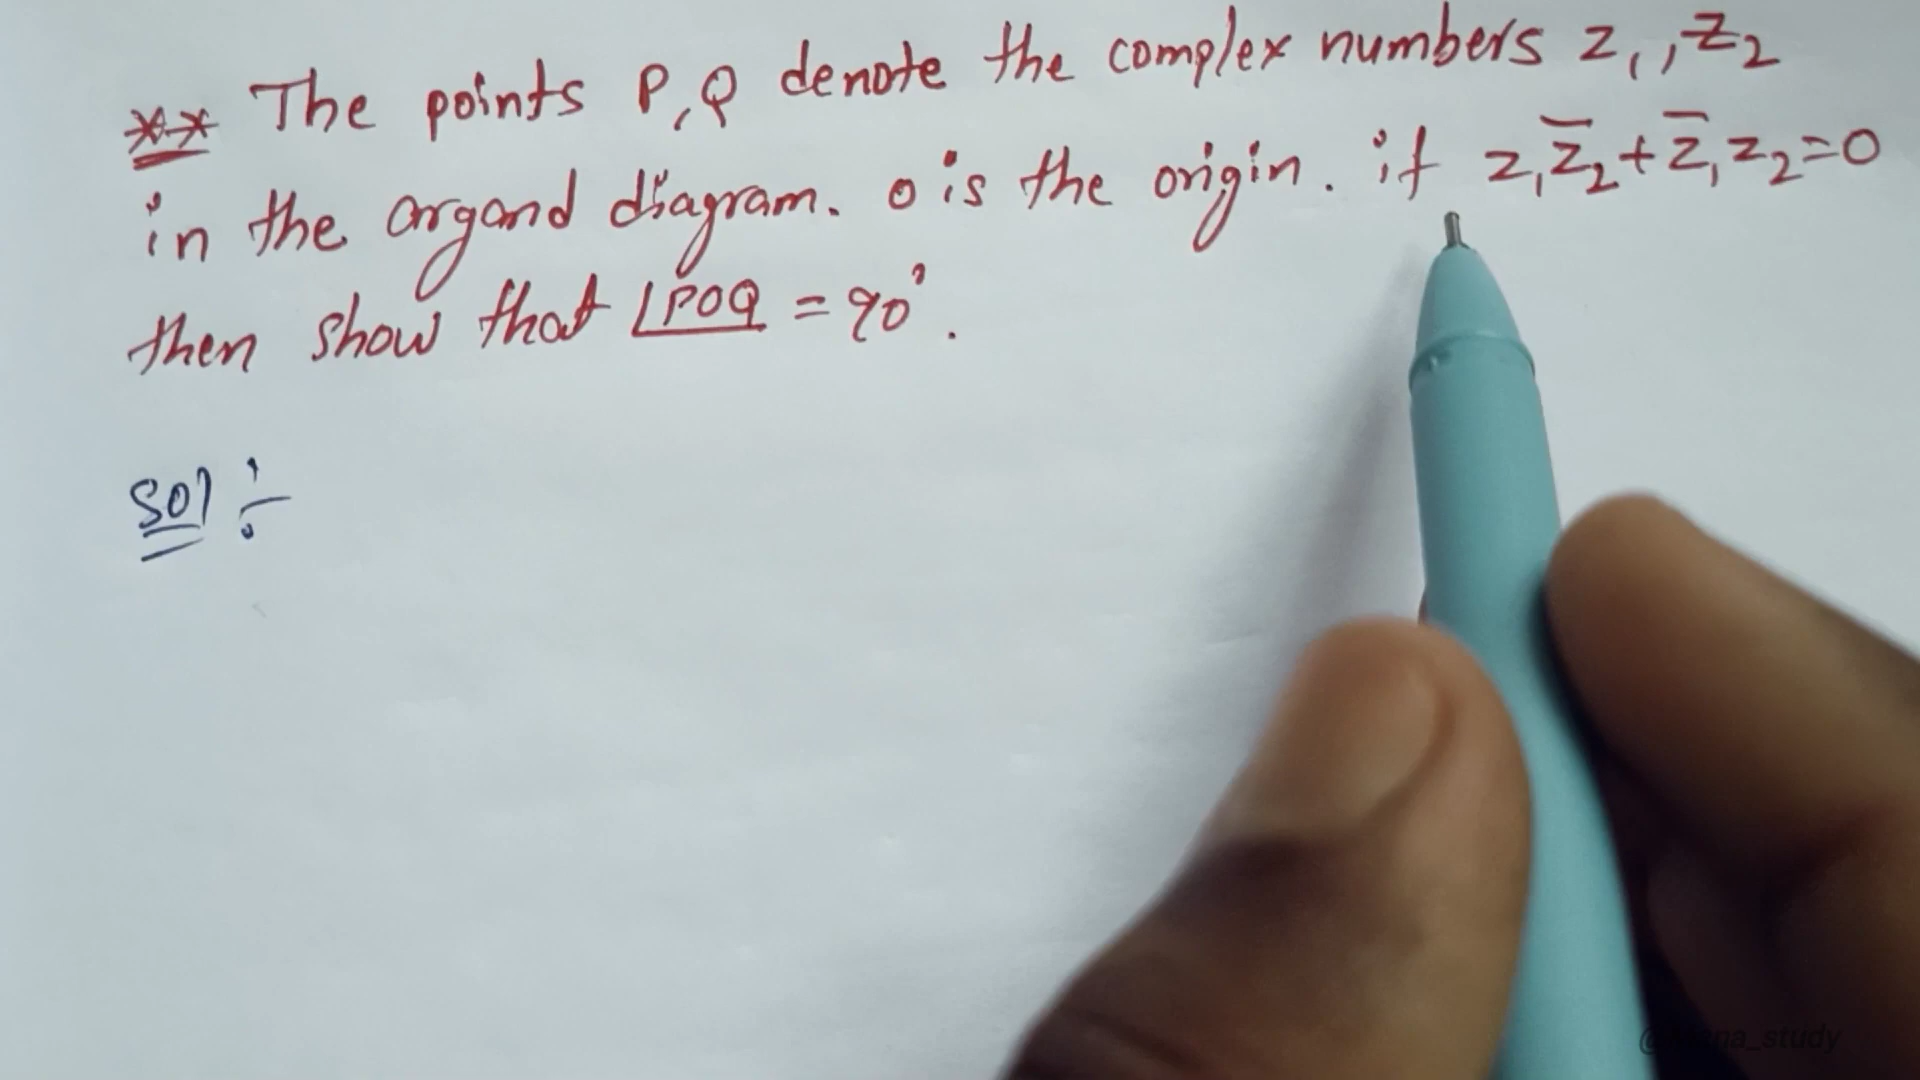 ** The points P,Q denote the complex numbers z₁,z₂
in the argand diagram. O is the origin. if z₁z̅₂+z̅₁z₂=0
then show that ∠POQ = 90°.
Sol ÷